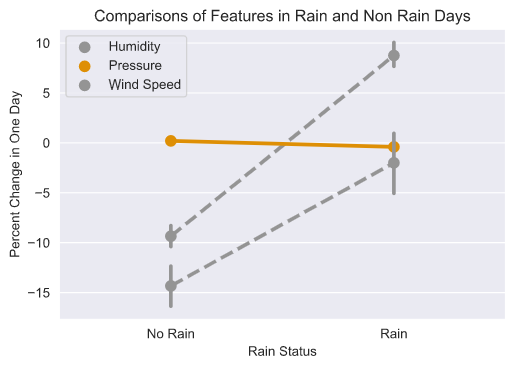 Comparisons of Features in Rain and Non Rain Days
10
5
0
−5
−10
−15
Percent Change in One Day
Humidity
Pressure
Wind Speed
No Rain
Rain
Rain Status